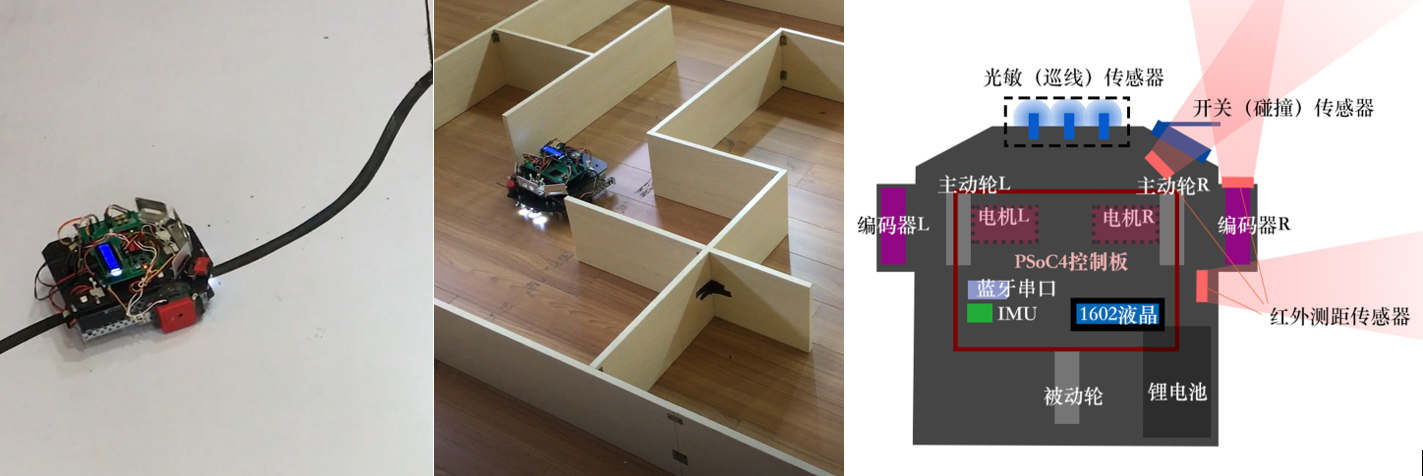 光敏（巡线）传感器
开关（碰撞）传感器
主动轮L
主动轮R
编码器L
电机L
电机R
编码器R
PSoC4控制板
蓝牙串口
IMU
1602液晶
红外测距传感器
被动轮
锂电池